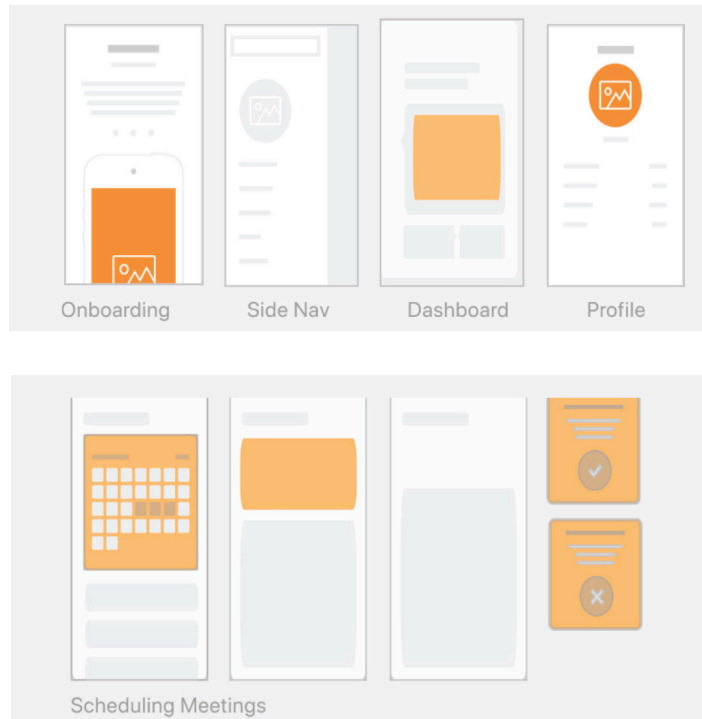 Onboarding
Side Nav
Dashboard
Profile
Scheduling Meetings